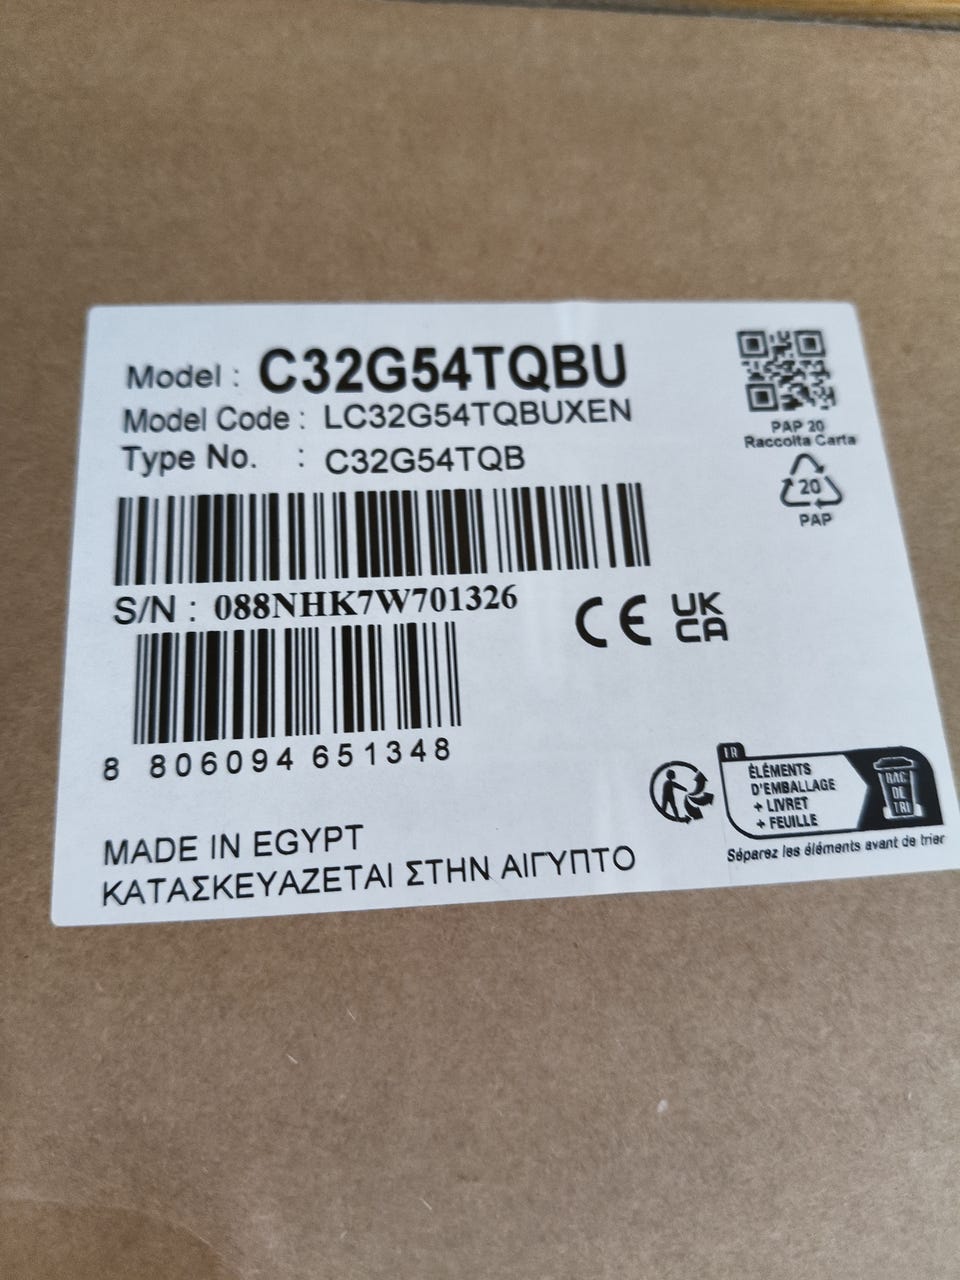 Model : C32G54TQBU
Model Code : LC32G54TQBUXEN
Type No. : C32G54TQB
S/N : 088NHK7W701326
8 806094 651348
MADE IN EGYPT
ΚΑΤΑΣΚΕΥΑΖΕΤΑΙ ΣΤΗΝ ΑΙΓΥΠΤΟ
PAP 20
Raccolta Carta
20
PAP
CE UK
CA
FR
ÉLÉMENTS
D'EMBALLAGE
+ LIVRET
+ FEUILLE
BAC
DE
TRI
Séparez les éléments avant de trier